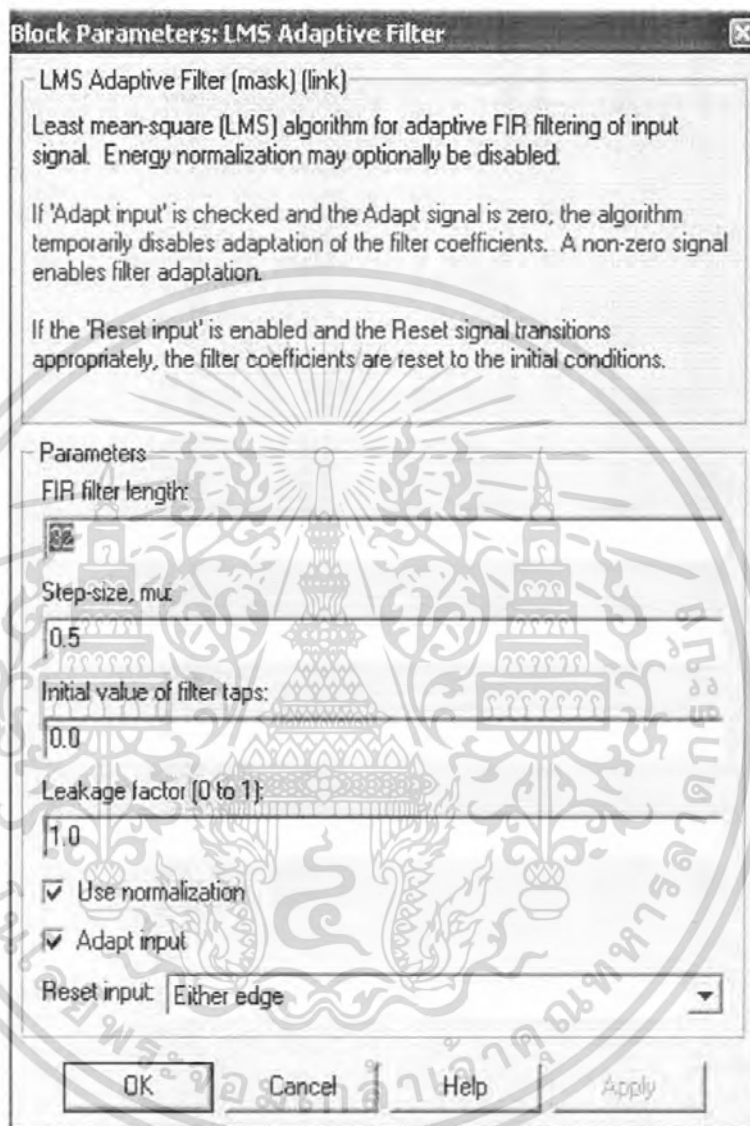 Block Parameters: LMS Adaptive Filter
LMS Adaptive Filter (mask) (link)
Least mean-square (LMS) algorithm for adaptive FIR filtering of input
signal. Energy normalization may optionally be disabled.
If 'Adapt input' is checked and the Adapt signal is zero, the algorithm
temporarily disables adaptation of the filter coefficients. A non-zero signal
enables filter adaptation.
If the 'Reset input' is enabled and the Reset signal transitions
appropriately, the filter coefficients are reset to the initial conditions.
Parameters
FIR filter length:
Step-size, mu:
0.5
Initial value of filter taps:
0.0
Leakage factor (0 to 1):
1.0
Use normalization
Adapt input
Reset input: Either edge
OK Cancel Help Apply